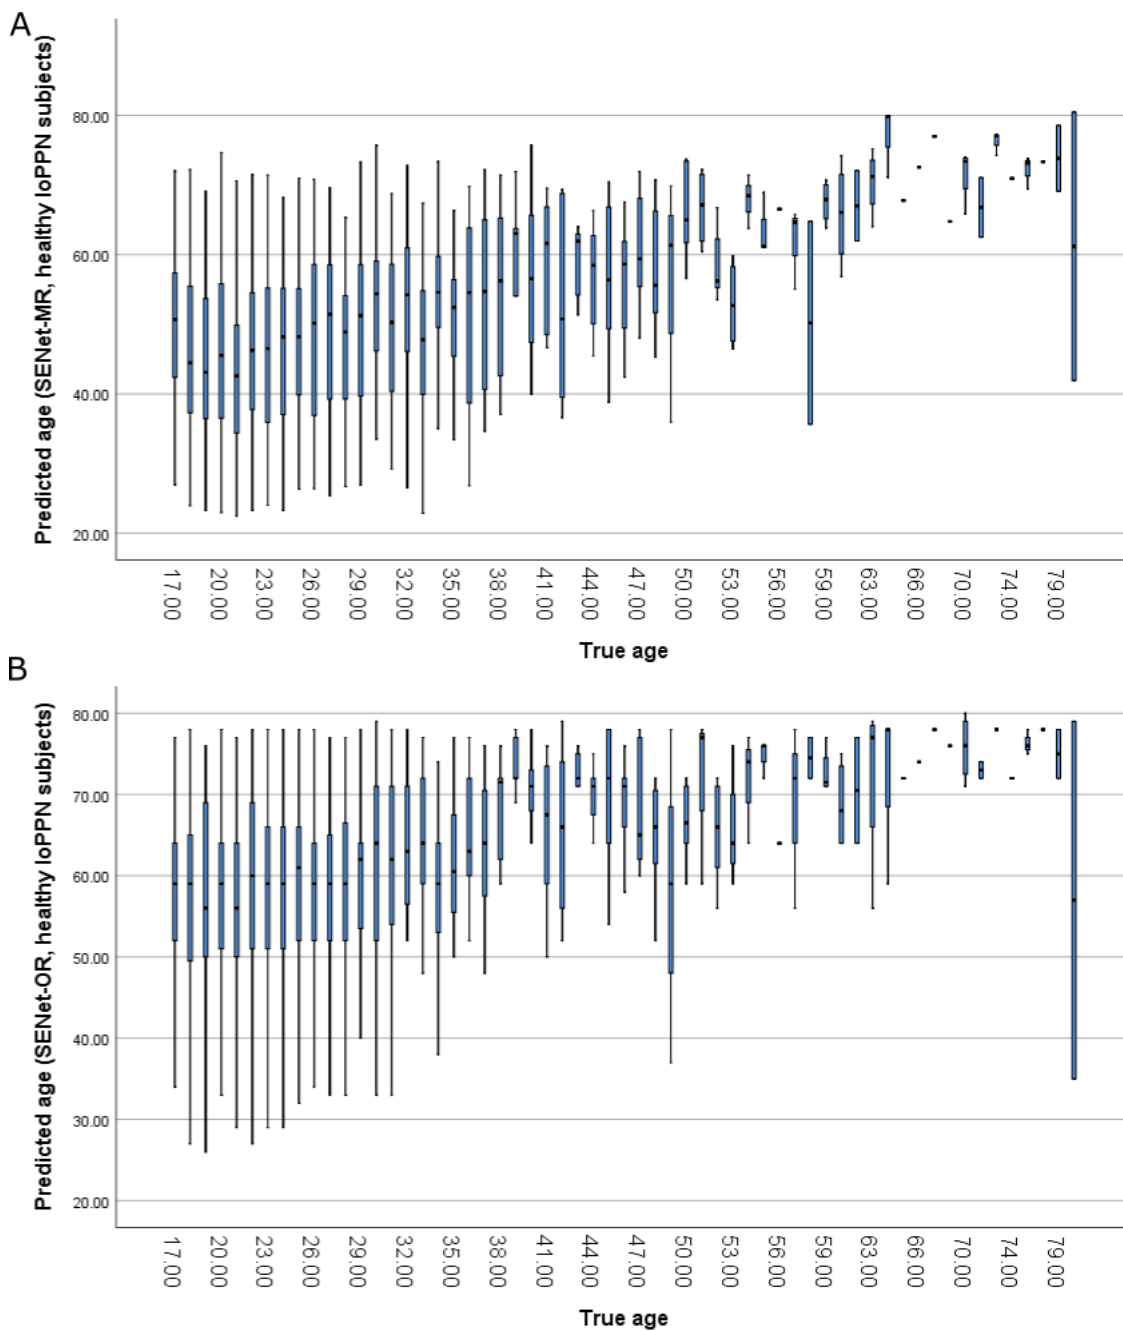 A
Predicted age (SENet-MR, healthy loPPN subjects)
80.00
60.00
40.00
20.00
17.00 20.00 23.00 26.00 29.00 32.00 35.00 38.00 41.00 44.00 47.00 50.00 53.00 56.00 59.00 63.00 66.00 70.00 74.00 79.00
True age
B
Predicted age (SENet-OR, healthy loPPN subjects)
80.00
70.00
60.00
50.00
40.00
30.00
20.00
17.00 20.00 23.00 26.00 29.00 32.00 35.00 38.00 41.00 44.00 47.00 50.00 53.00 56.00 59.00 63.00 66.00 70.00 74.00 79.00
True age